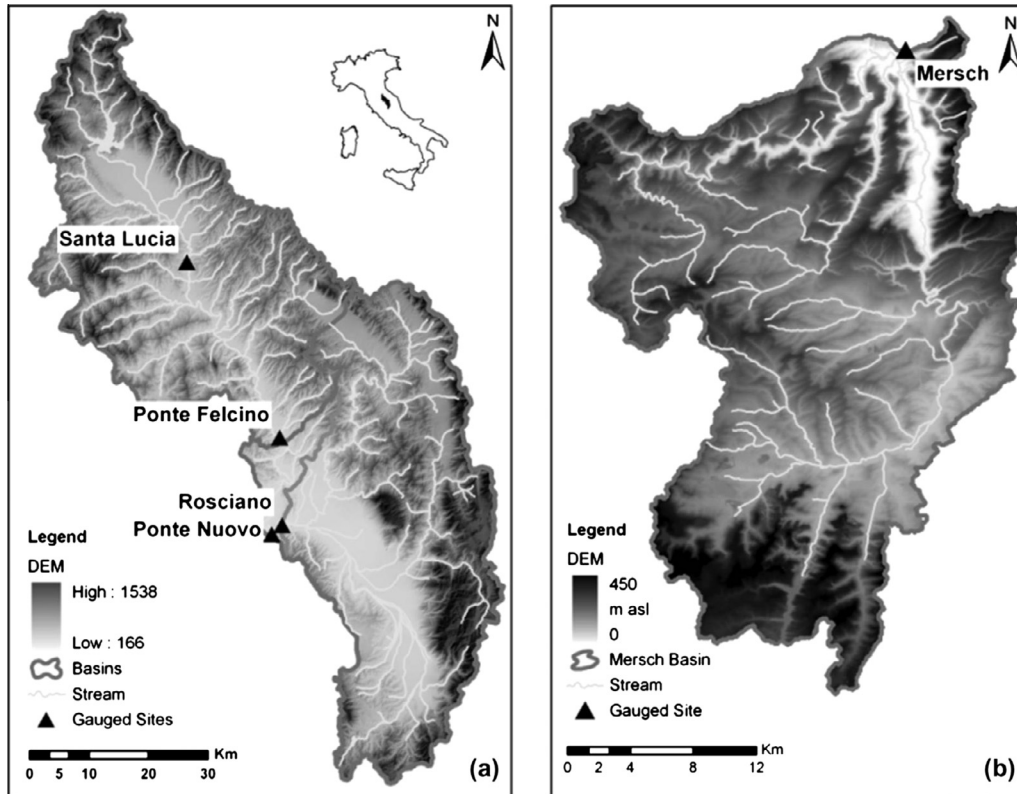 N
Santa Lucia
Ponte Felcino
Rosciano
Ponte Nuovo
Legend
DEM
High : 1538
Low : 166
Basins
Stream
Gauged Sites
Km
0 5 10 20 30
(a)
N
Mersch
Legend
DEM
450
m asl
0
Mersch Basin
Stream
Gauged Site
Km
0 2 4 8 12
(b)